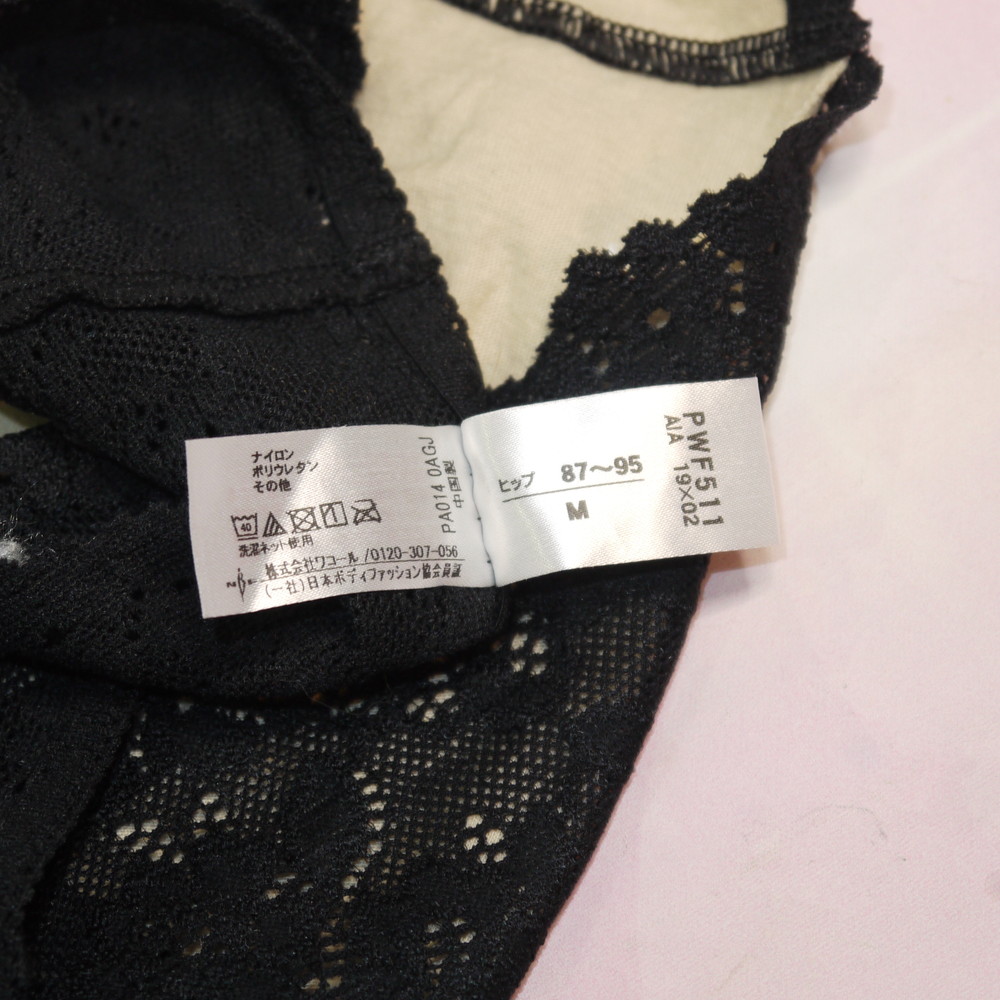 ナイロン
ポリウレタン
その他
40
洗濯ネット使用
株式会社ワコール /0120-307-056
(一社)日本ボディファッション協会会員証
PA014 0AGJ
中国製
ヒップ 87〜95
M
PWF511
A/A 19×02